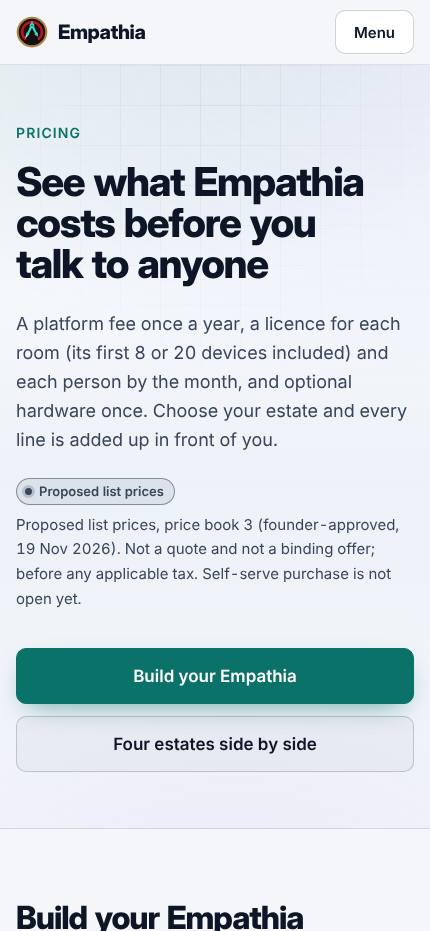 Empathia
Menu
PRICING
See what Empathia
costs before you
talk to anyone
A platform fee once a year, a licence for each
room (its first 8 or 20 devices included) and
each person by the month, and optional
hardware once. Choose your estate and every
line is added up in front of you.
Proposed list prices
Proposed list prices, price book 3 (founder-approved,
19 Nov 2026). Not a quote and not a binding offer;
before any applicable tax. Self-serve purchase is not
open yet.
Build your Empathia
Four estates side by side
Build your Empathia